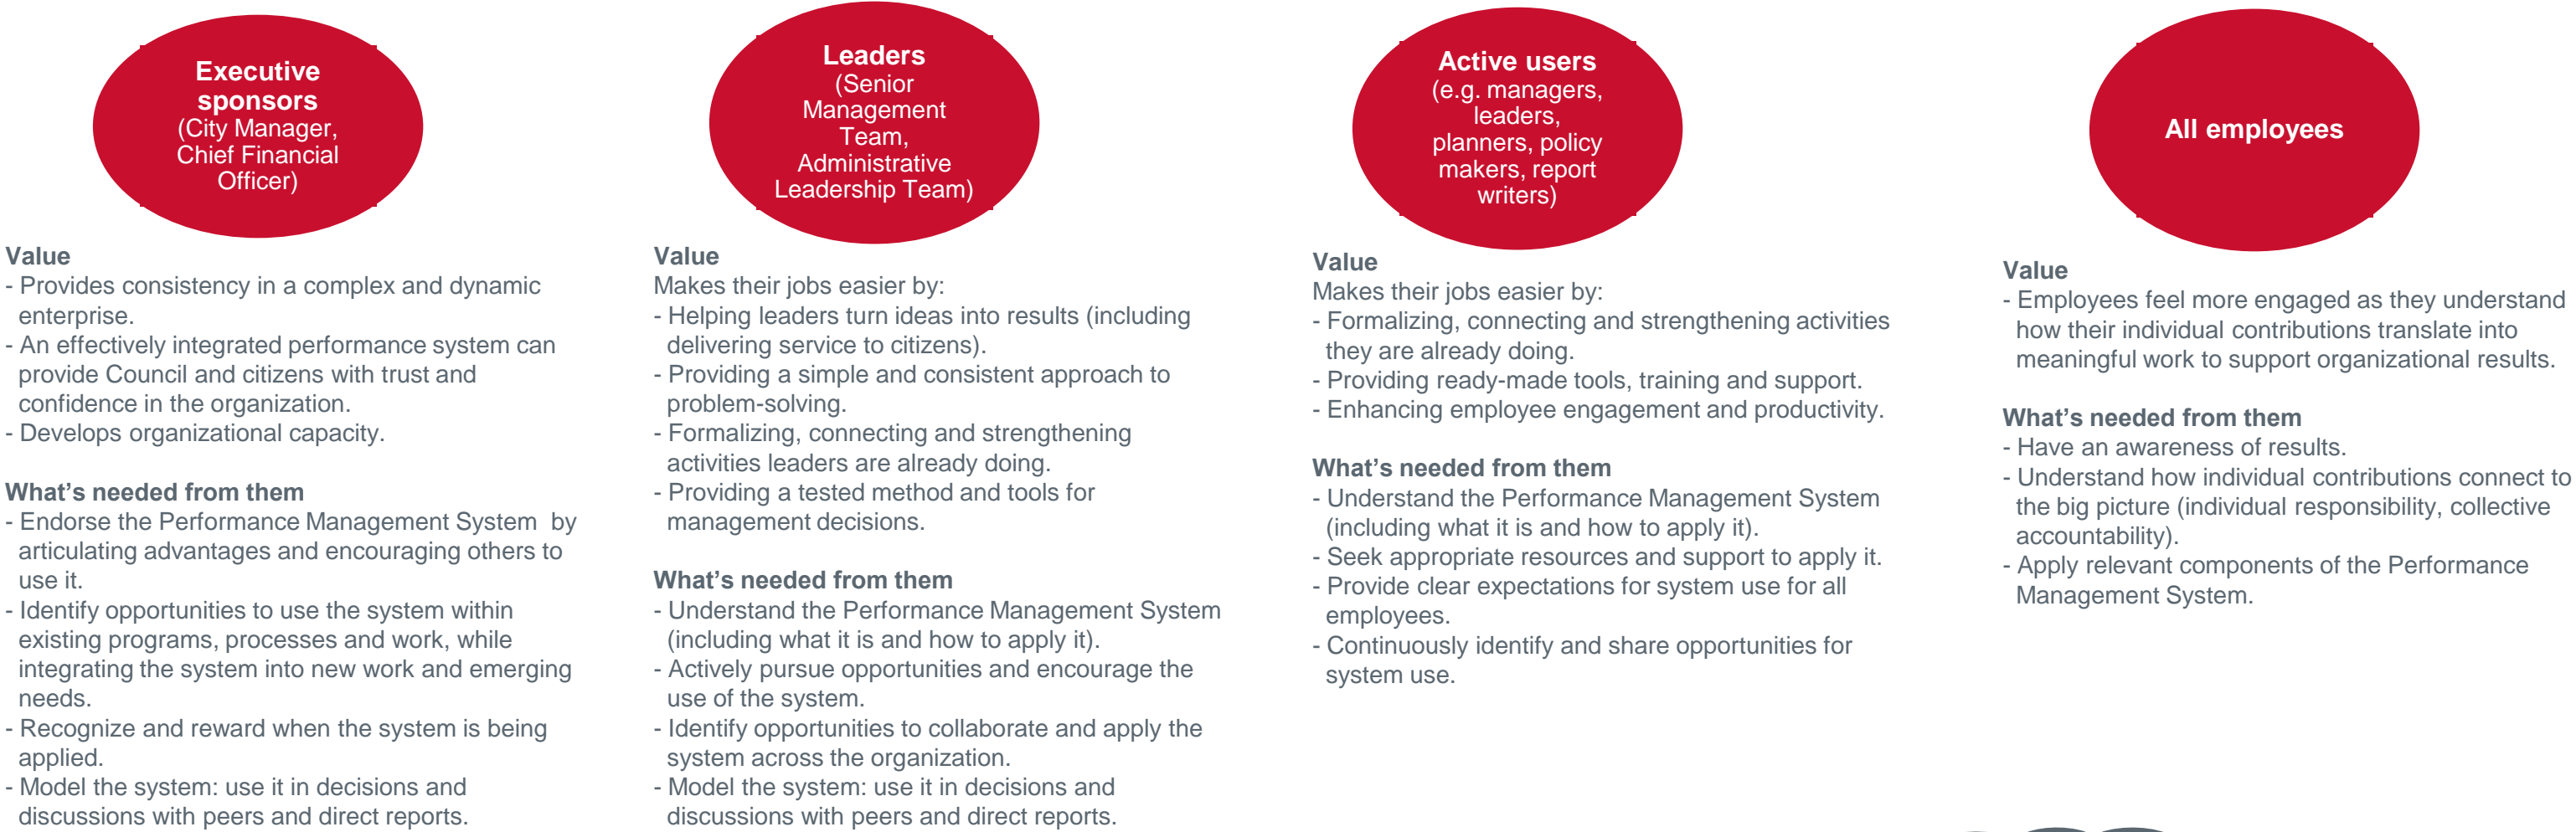 Executive
sponsors
(City Manager,
Chief Financial
Officer)
Value
- Provides consistency in a complex and dynamic
enterprise.
- An effectively integrated performance system can
provide Council and citizens with trust and
confidence in the organization.
- Develops organizational capacity.
What’s needed from them
- Endorse the Performance Management System by
articulating advantages and encouraging others to
use it.
- Identify opportunities to use the system within
existing programs, processes and work, while
integrating the system into new work and emerging
needs.
- Recognize and reward when the system is being
applied.
- Model the system: use it in decisions and
discussions with peers and direct reports.
Leaders
(Senior
Management
Team,
Administrative
Leadership Team)
Value
Makes their jobs easier by:
- Helping leaders turn ideas into results (including
delivering service to citizens).
- Providing a simple and consistent approach to
problem-solving.
- Formalizing, connecting and strengthening
activities leaders are already doing.
- Providing a tested method and tools for
management decisions.
What’s needed from them
- Understand the Performance Management System
(including what it is and how to apply it).
- Actively pursue opportunities and encourage the
use of the system.
- Identify opportunities to collaborate and apply the
system across the organization.
- Model the system: use it in decisions and
discussions with peers and direct reports.
Active users
(e.g. managers,
leaders,
planners, policy
makers, report
writers)
Value
Makes their jobs easier by:
- Formalizing, connecting and strengthening activities
they are already doing.
- Providing ready-made tools, training and support.
- Enhancing employee engagement and productivity.
What’s needed from them
- Understand the Performance Management System
(including what it is and how to apply it).
- Seek appropriate resources and support to apply it.
- Provide clear expectations for system use for all
employees.
- Continuously identify and share opportunities for
system use.
All employees
Value
- Employees feel more engaged as they understand
how their individual contributions translate into
meaningful work to support organizational results.
What’s needed from them
- Have an awareness of results.
- Understand how individual contributions connect to
the big picture (individual responsibility, collective
accountability).
- Apply relevant components of the Performance
Management System.